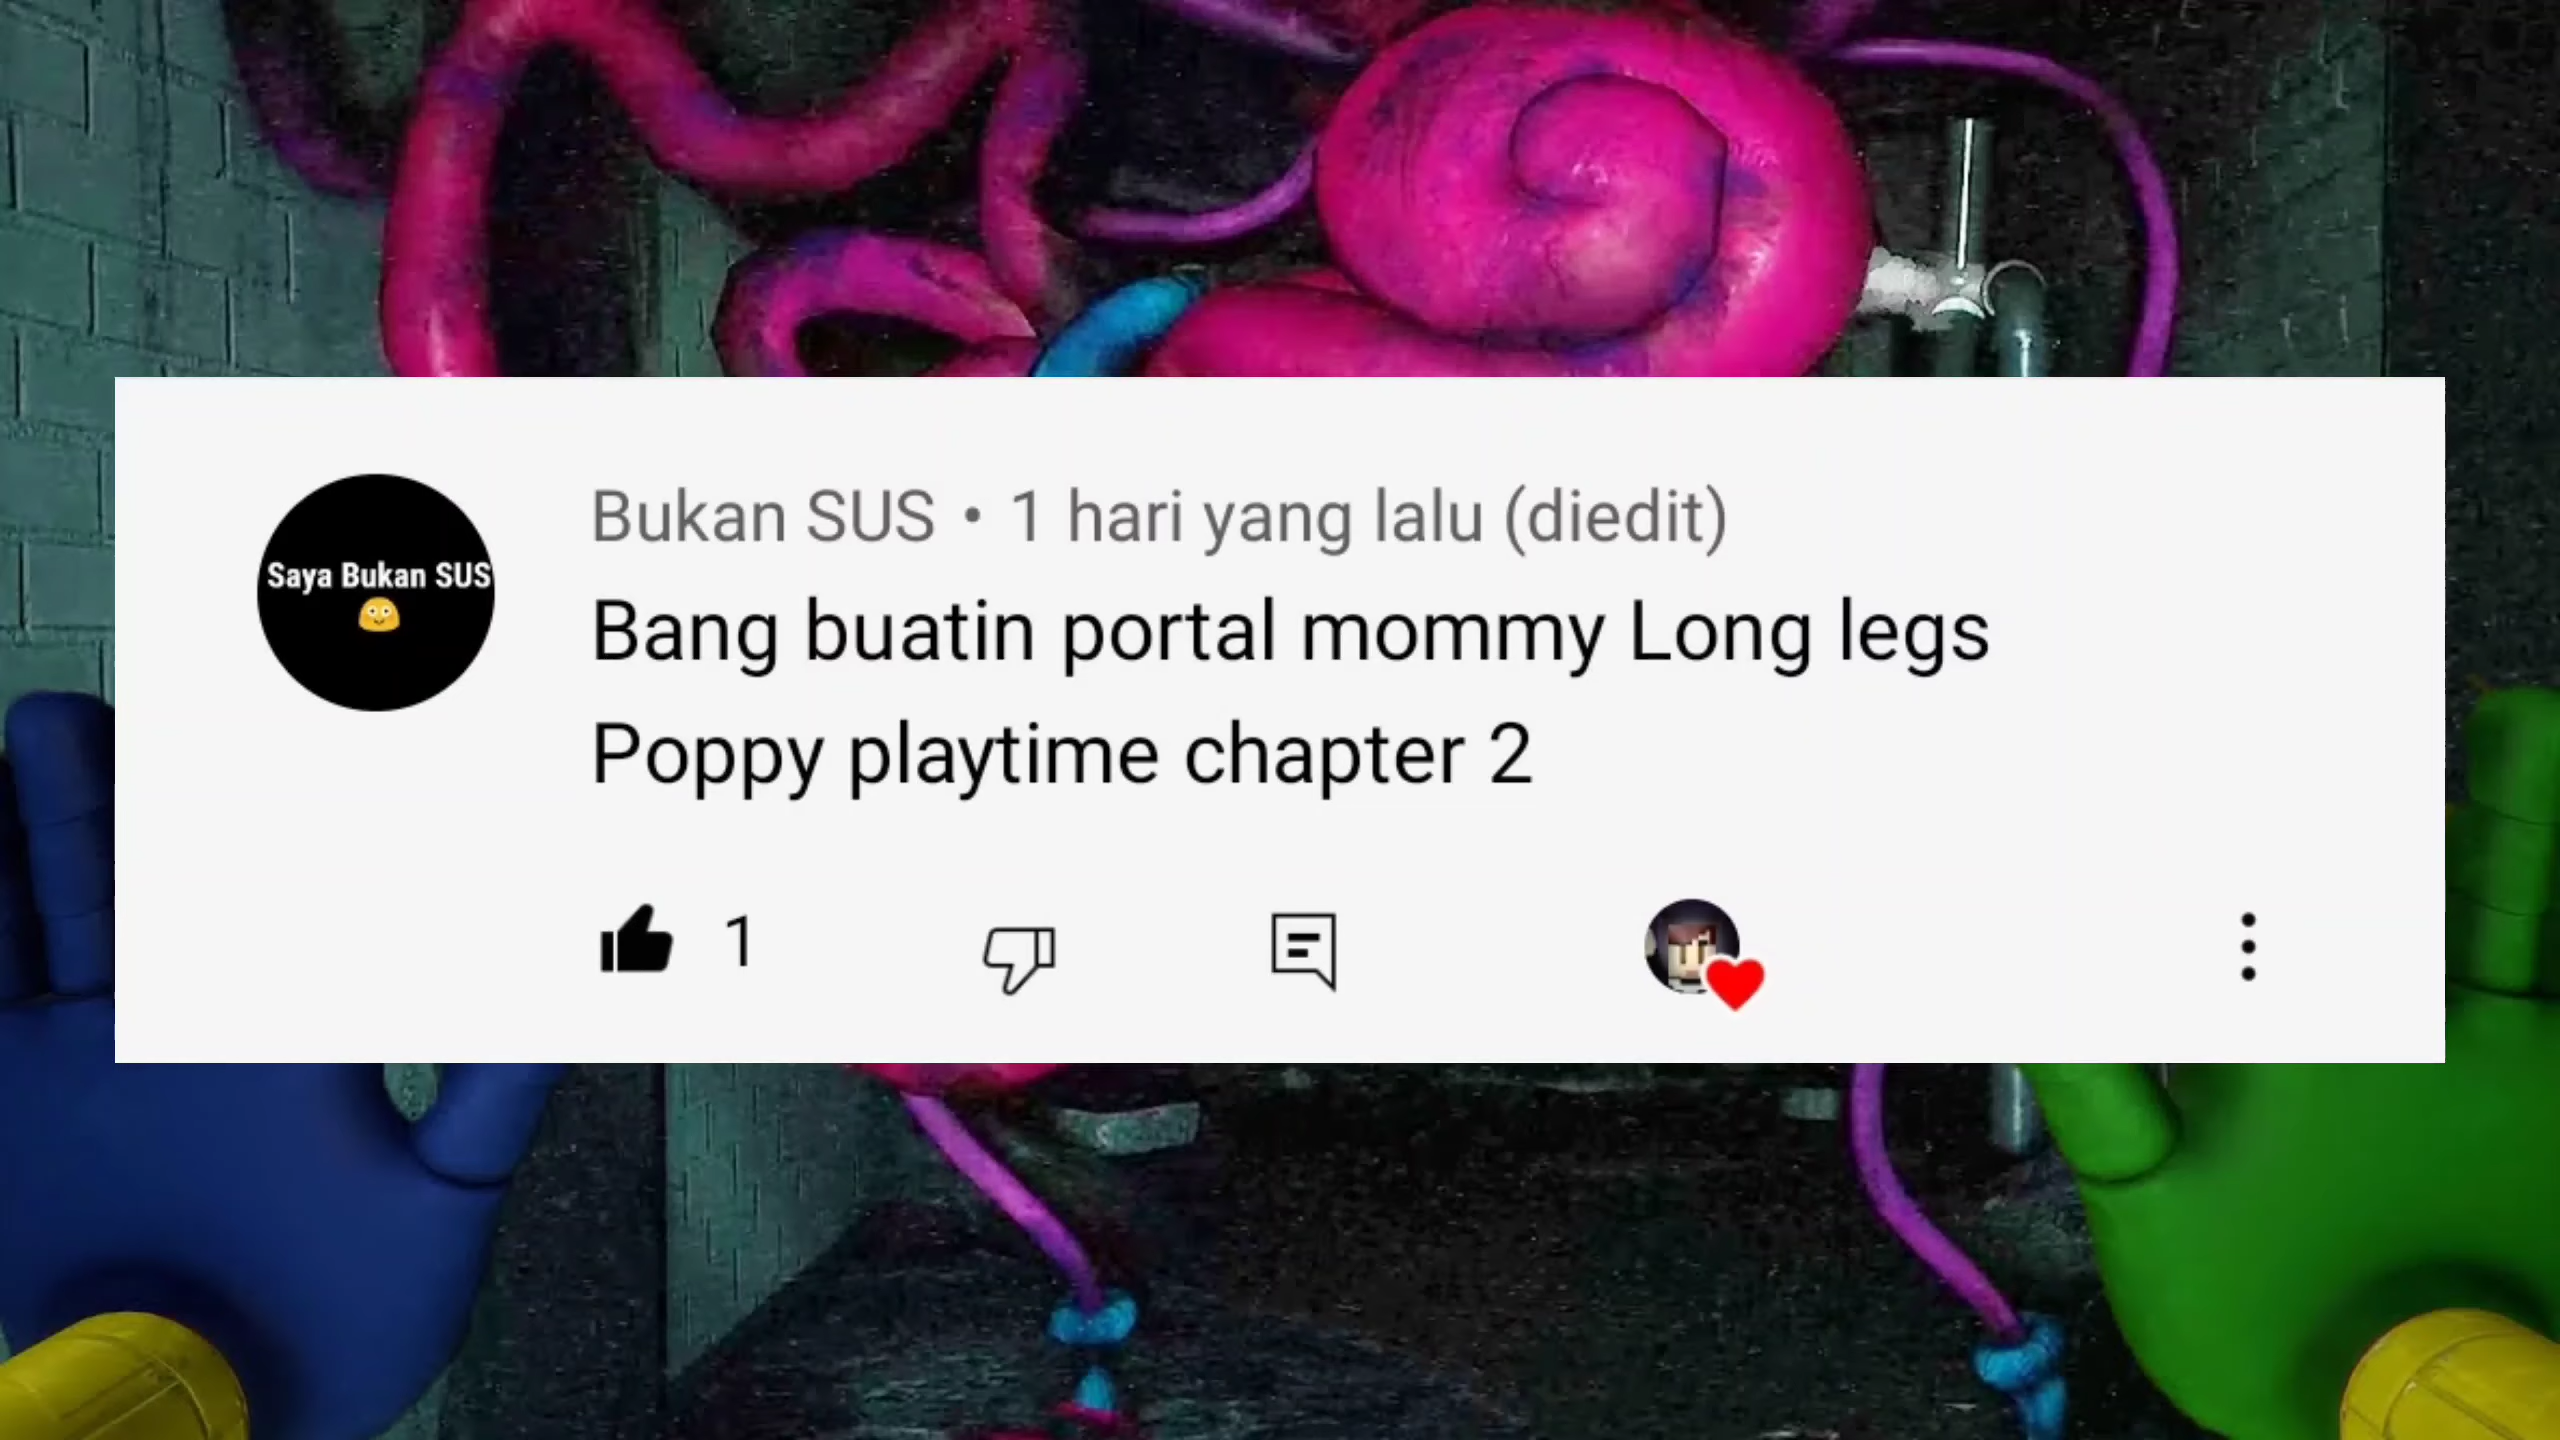 Saya Bukan SUS
Bukan SUS • 1 hari yang lalu (diedit)
Bang buatin portal mommy Long legs
Poppy playtime chapter 2
1